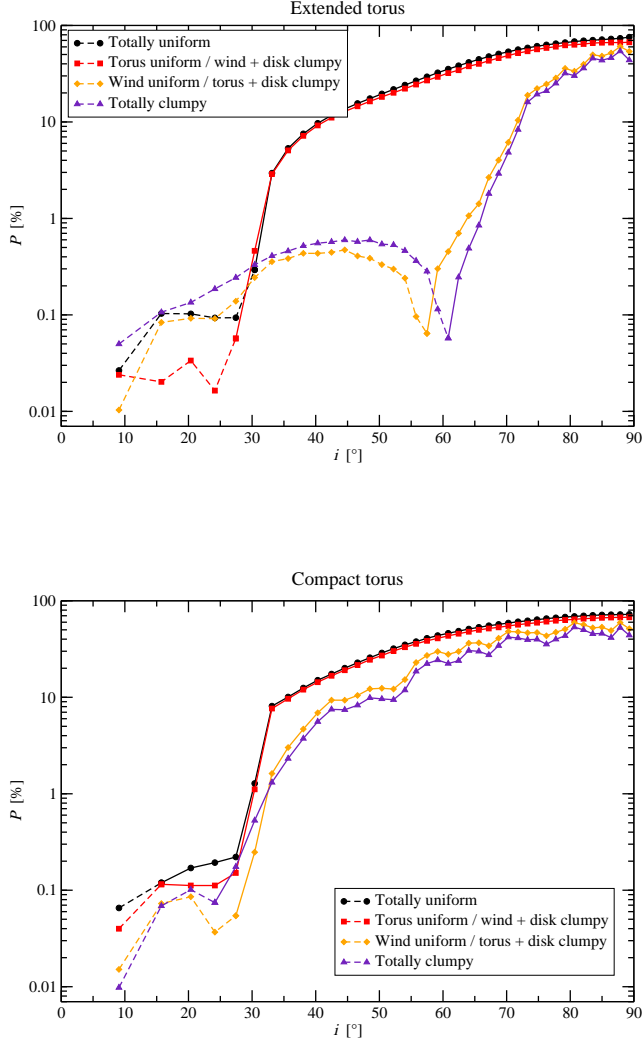 Extended torus
100
Totally uniform
Torus uniform / wind + disk clumpy
Wind uniform / torus + disk clumpy
Totally clumpy
10
1
0.1
0.01
P [%]
0 10 20 30 40 50 60 70 80 90
i [°]
Compact torus
100
10
1
0.1
0.01
P [%]
Totally uniform
Torus uniform / wind + disk clumpy
Wind uniform / torus + disk clumpy
Totally clumpy
0 10 20 30 40 50 60 70 80 90
i [°]